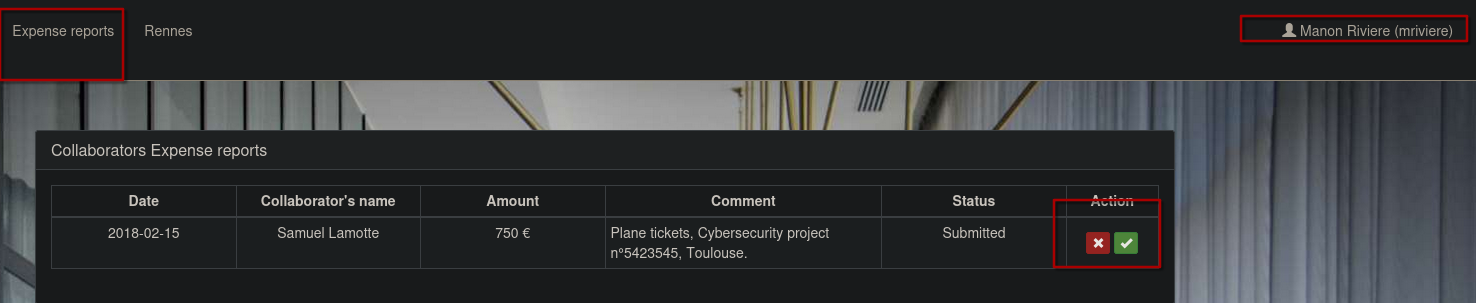 Expense reports Rennes Manon Riviere (mriviere)
Collaborators Expense reports
Date Collaborator's name Amount Comment Status Action
2018-02-15 Samuel Lamotte 750 € Plane tickets, Cybersecurity project Submitted
n°5423545, Toulouse.